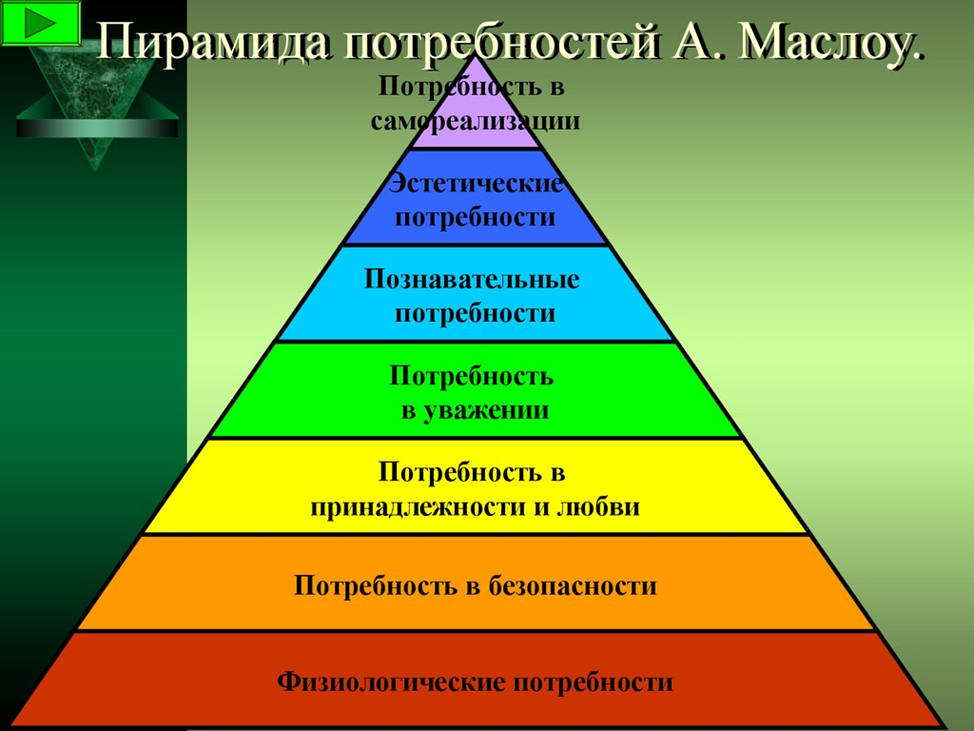 Пирамида потребностей А. Маслоу.
Потребность в
самореализации
Эстетические
потребности
Познавательные
потребности
Потребность
в уважении
Потребность в
принадлежности и любви
Потребность в безопасности
Физиологические потребности